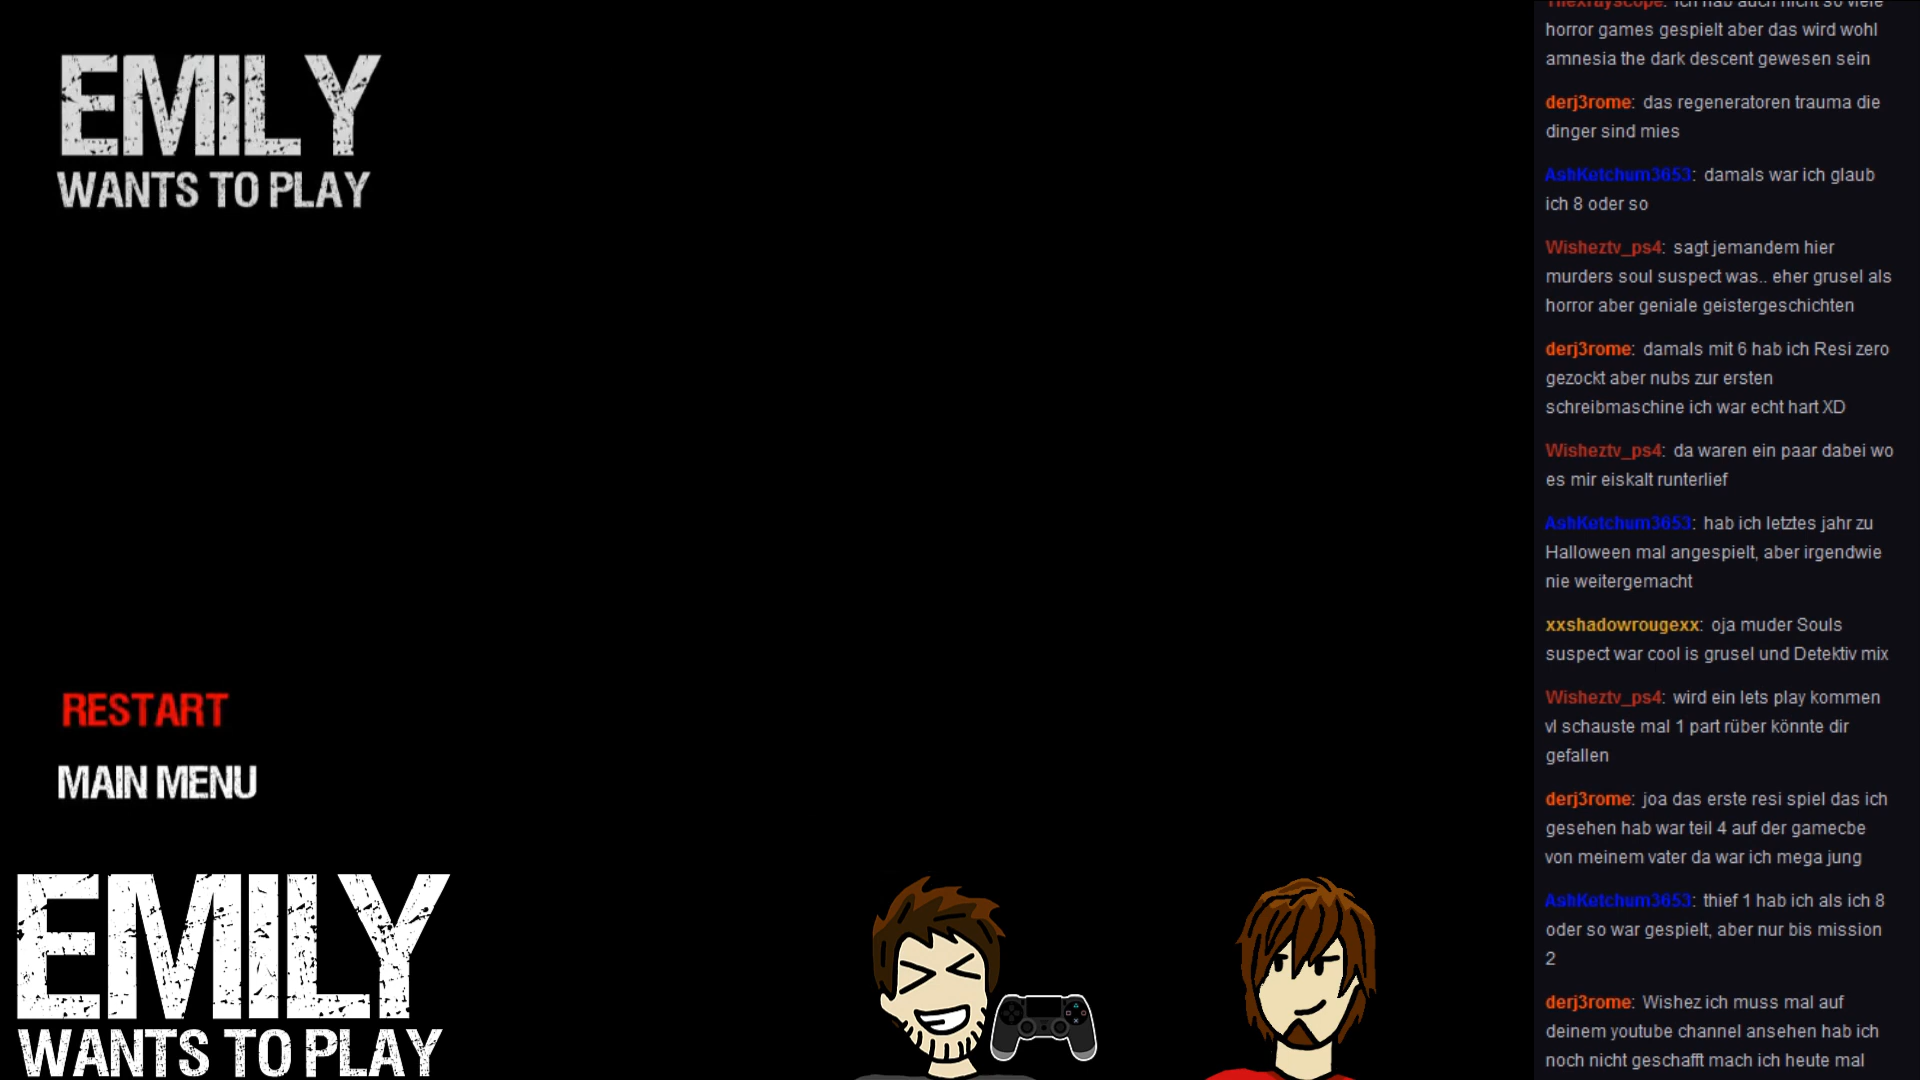 EMILY
WANTS TO PLAY
RESTART
MAIN MENU
EMILY
WANTS TO PLAY
Thexrayscope: ich hab auch nicht so viele
horror games gespielt aber das wird wohl
amnesia the dark descent gewesen sein
derj3rome: das regeneratoren trauma die
dinger sind mies
AshKetchum3653: damals war ich glaub
ich 8 oder so
Wisheztv_ps4: sagt jemandem hier
murders soul suspect was.. eher grusel als
horror aber geniale geistergeschichten
derj3rome: damals mit 6 hab ich Resi zero
gezockt aber nubs zur ersten
schreibmaschine ich war echt hart XD
Wisheztv_ps4: da waren ein paar dabei wo
es mir eiskalt runterlief
AshKetchum3653: hab ich letztes jahr zu
Halloween mal angespielt, aber irgendwie
nie weitergemacht
xxshadowrougexx: oja muder Souls
suspect war cool is grusel und Detektiv mix
Wisheztv_ps4: wird ein lets play kommen
vl schauste mal 1 part rüber könnte dir
gefallen
derj3rome: joa das erste resi spiel das ich
gesehen hab war teil 4 auf der gamecbe
von meinem vater da war ich mega jung
AshKetchum3653: thief 1 hab ich als ich 8
oder so war gespielt, aber nur bis mission
2
derj3rome: Wishez ich muss mal auf
deinem youtube channel ansehen hab ich
noch nicht geschafft mach ich heute mal